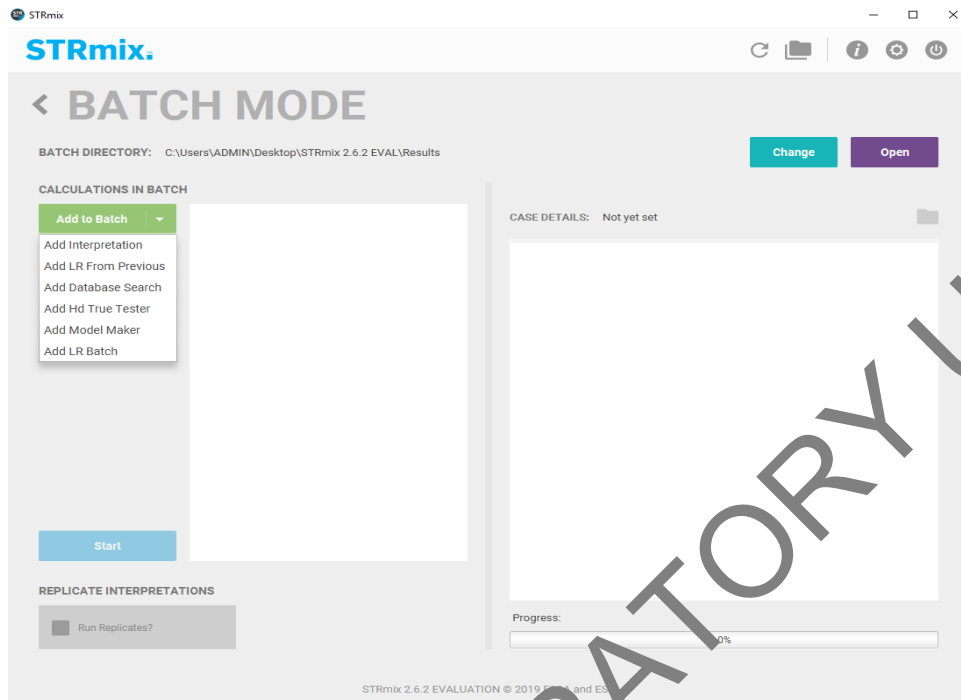 STRmix
STRmix™
BATCH MODE
BATCH DIRECTORY: C:\Users\ADMIN\Desktop\STRmix 2.6.2 EVAL\Results
Change
Open
CALCULATIONS IN BATCH
Add to Batch
CASE DETAILS: Not yet set
Add Interpretation
Add LR From Previous
Add Database Search
Add Hd True Tester
Add Model Maker
Add LR Batch
Start
REPLICATE INTERPRETATIONS
Run Replicates?
Progress:
0%
STRmix 2.6.2 EVALUATION © 2019 and
ATORY